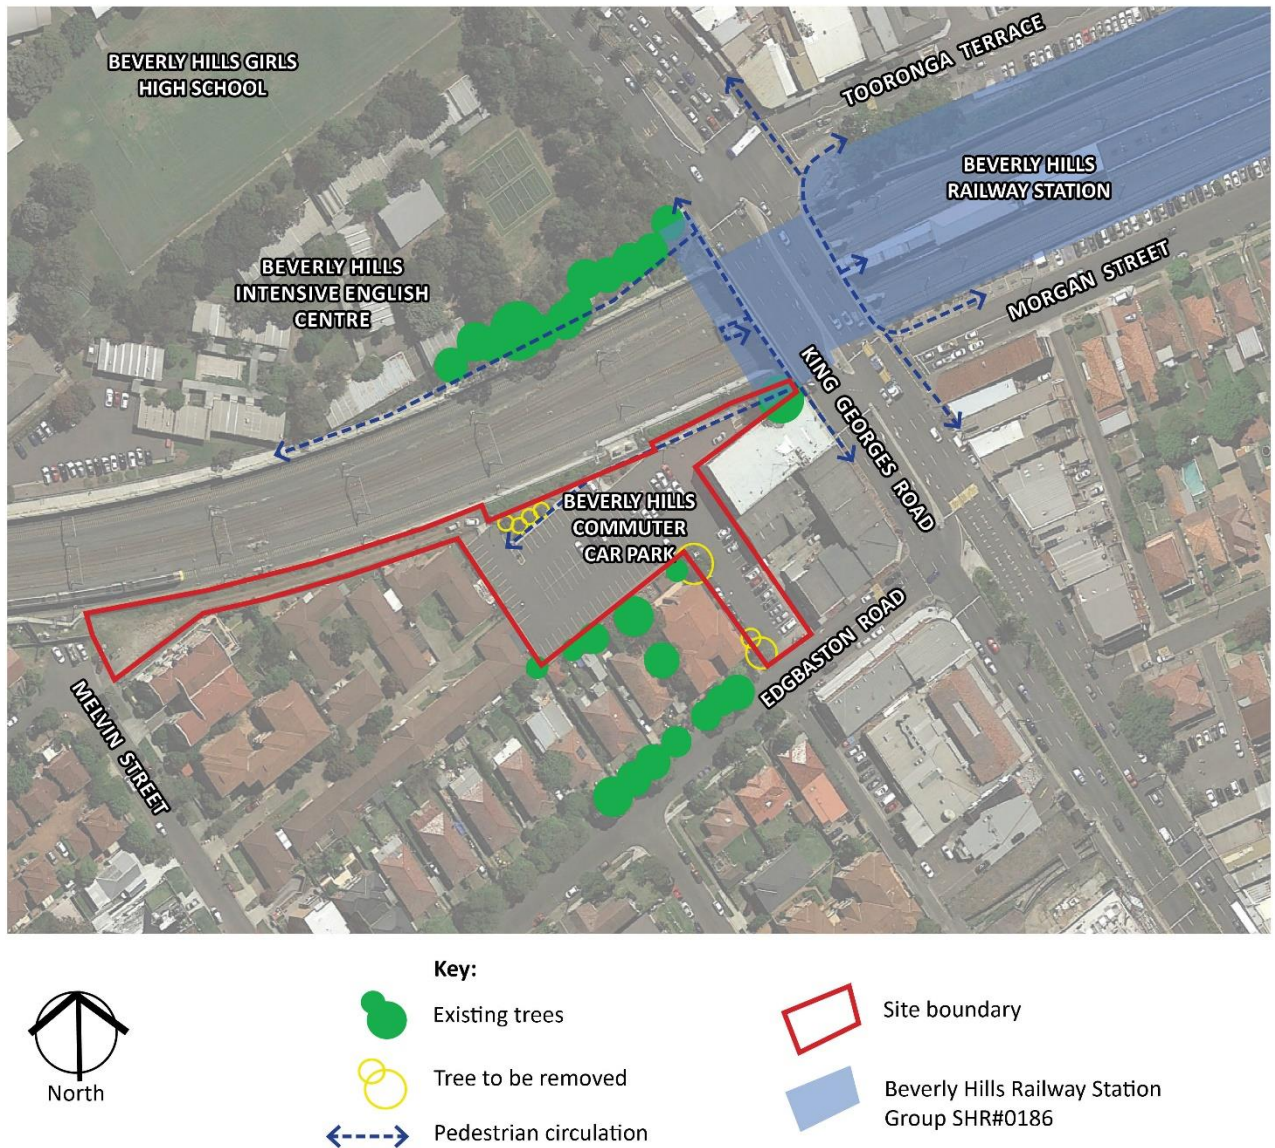 BEVERLY HILLS GIRLS
HIGH SCHOOL
TOORONGA TERRACE
BEVERLY HILLS
RAILWAY STATION
BEVERLY HILLS
INTENSIVE ENGLISH
CENTRE
MORGAN STREET
KING GEORGES ROAD
BEVERLY HILLS
COMMUTER
CAR PARK
EDGBASTON ROAD
MELVIN STREET
North
Key:
Existing trees
Tree to be removed
Pedestrian circulation
Site boundary
Beverly Hills Railway Station
Group SHR#0186